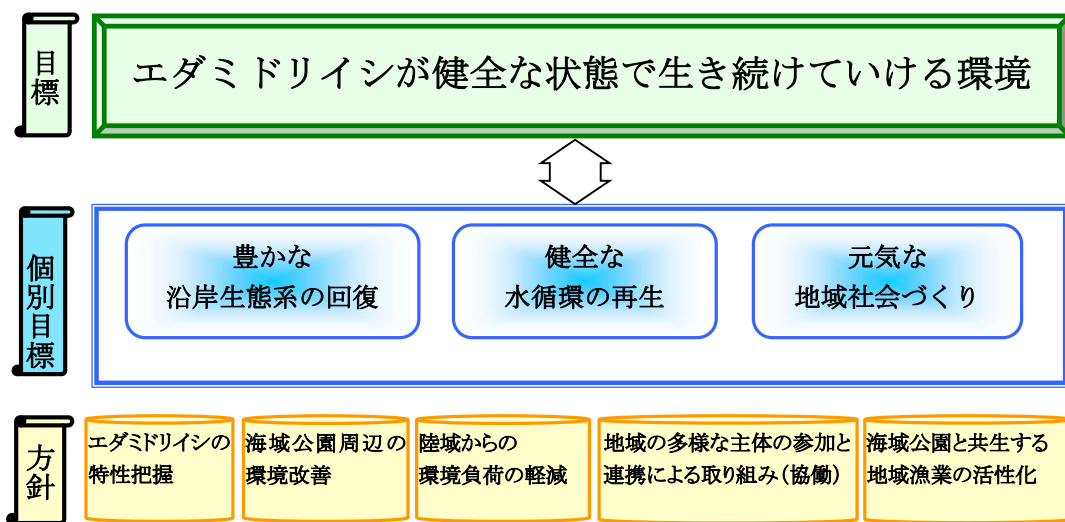 目標
エダミドリイシが健全な状態で生き続けていける環境
個別目標
豊かな
沿岸生態系の回復
健全な
水循環の再生
元気な
地域社会づくり
方針
エダミドリイシの
特性把握
海域公園周辺の
環境改善
陸域からの
環境負荷の軽減
地域の多様な主体の参加と
連携による取り組み(協働)
海域公園と共生する
地域漁業の活性化